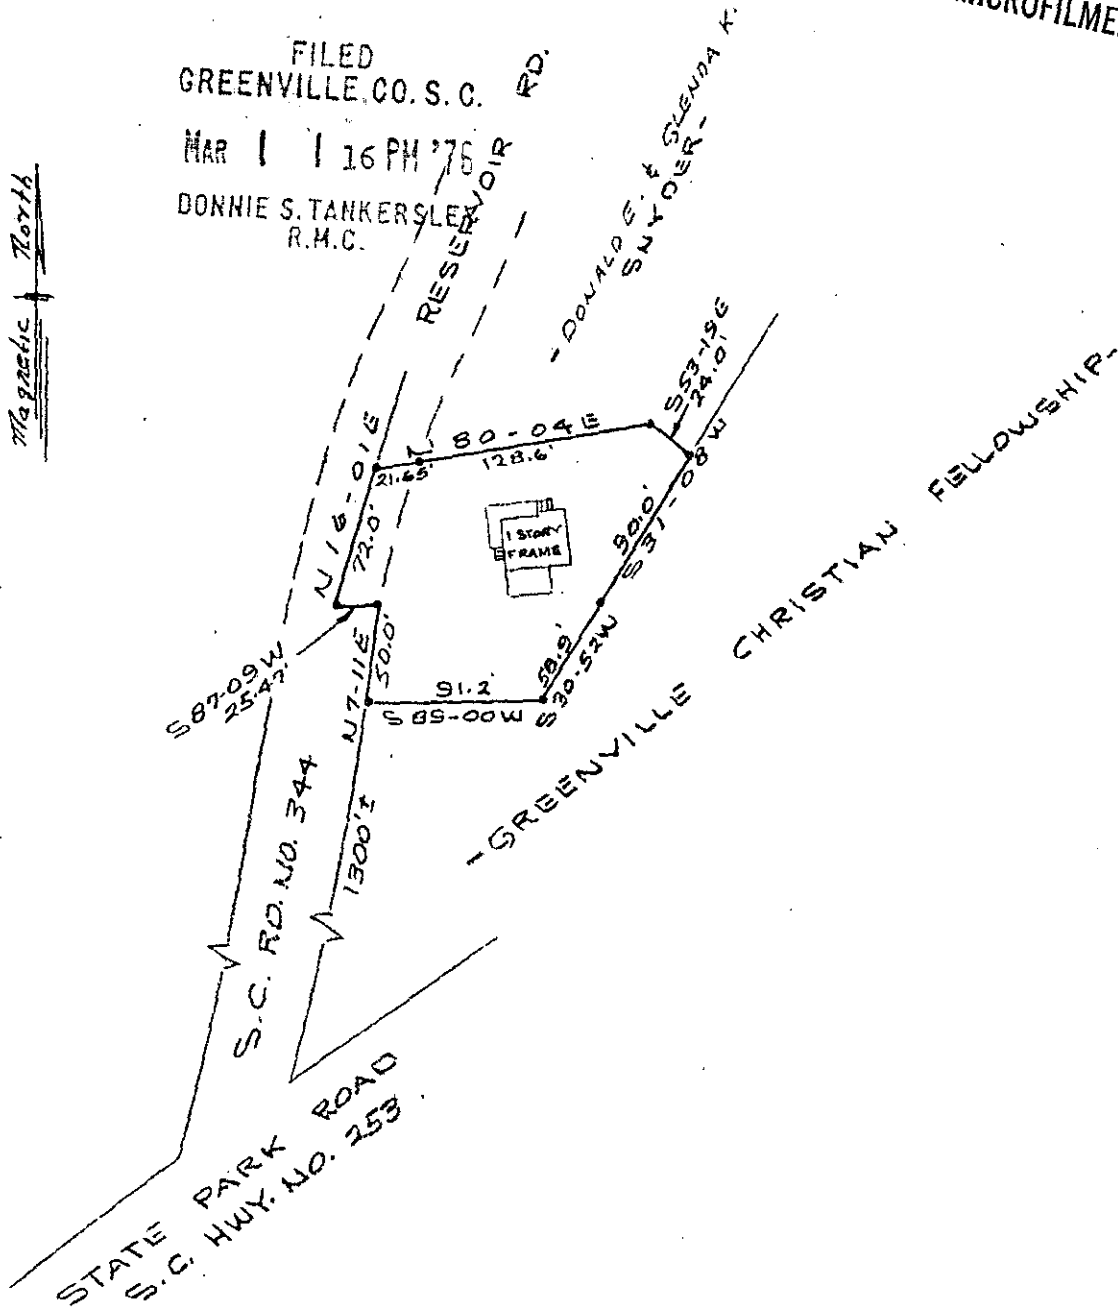 MICROFILME
FILED
GREENVILLE, CO. S. C.
MAR 1 1 16 PM '76
DONNIE S. TANKERSLEY
R.M.C.
Magnetic North
RESERVOIR RD.
- DONALD E. & GLENDA K.
SNYDER -
S53-19E
24.0'
80-04E
21.65'
128.6'
N16-01E
72.0'
1 STORY
FRAME
90.0'
S31-08W
S87-09W
25.47'
N7-11E
50.0'
91.2'
S89-00W
58.9'
S30-52W
- GREENVILLE CHRISTIAN FELLOWSHIP -
S.C. RD. NO. 344
1300'±
STATE PARK ROAD
S.C. HWY. NO. 253